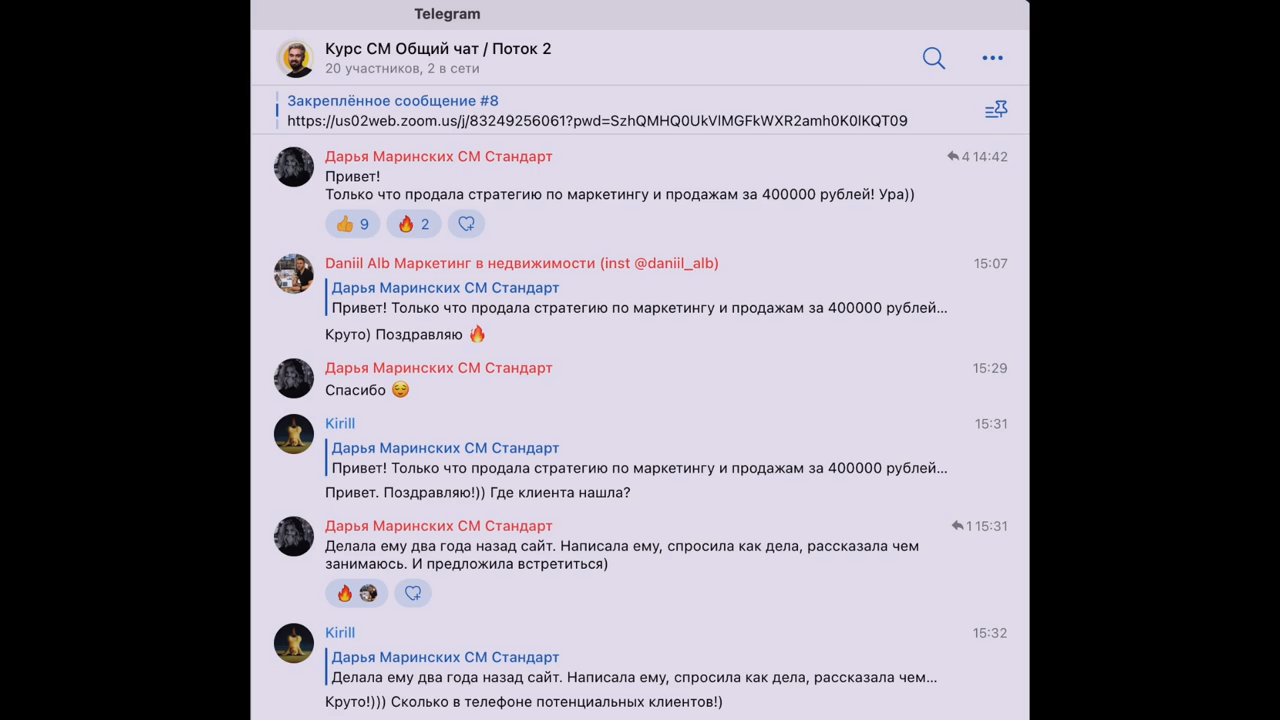 Telegram
Курс СМ Общий чат / Поток 2
20 участников, 2 в сети
Закреплённое сообщение #8
https://us02web.zoom.us/j/83249256061?pwd=SzhQMHQ0UkVlMGFkWXR2amh0K0lKQT09
Дарья Маринских СМ Стандарт
4 14:42
Привет!
Только что продала стратегию по маркетингу и продажам за 400000 рублей! Ура))
👍 9 🔥 2
Daniil Alb Маркетинг в недвижимости (inst @daniil_alb)
15:07
Дарья Маринских СМ Стандарт
Привет! Только что продала стратегию по маркетингу и продажам за 400000 рублей...
Круто) Поздравляю 🔥
Дарья Маринских СМ Стандарт
15:29
Спасибо 😌
Kirill
15:31
Дарья Маринских СМ Стандарт
Привет! Только что продала стратегию по маркетингу и продажам за 400000 рублей...
Привет. Поздравляю!)) Где клиента нашла?
Дарья Маринских СМ Стандарт
1 15:31
Делала ему два года назад сайт. Написала ему, спросила как дела, рассказала чем
занимаюсь. И предложила встретиться)
🔥
Kirill
15:32
Дарья Маринских СМ Стандарт
Делала ему два года назад сайт. Написала ему, спросила как дела, рассказала чем...
Круто!))) Сколько в телефоне потенциальных клиентов!)